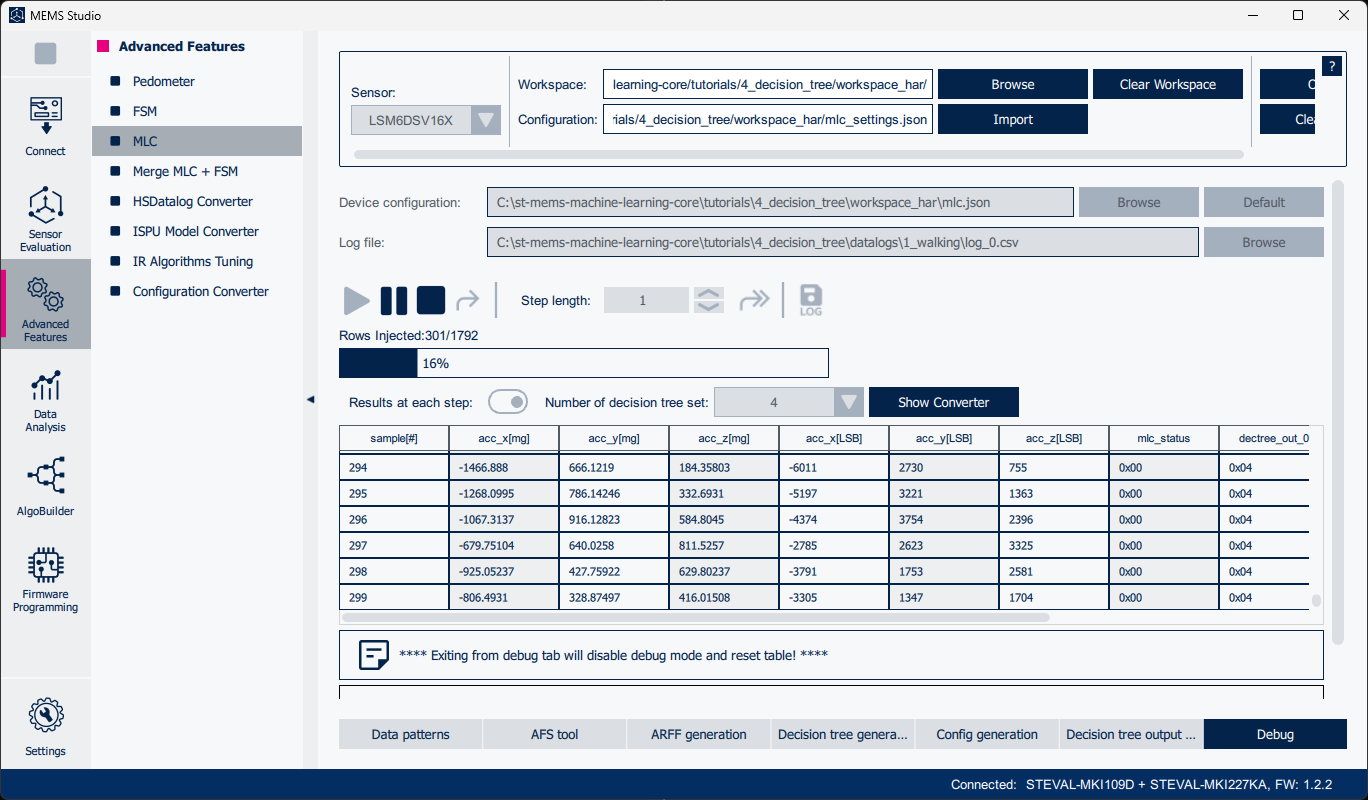 MEMS Studio
Connect
Sensor
Evaluation
Advanced
Features
Data
Analysis
AlgoBuilder
Firmware
Programming
Settings
Advanced Features
Pedometer
FSM
MLC
Merge MLC + FSM
HSDatalog Converter
ISPU Model Converter
IR Algorithms Tuning
Configuration Converter
Sensor:
LSM6DSV16X
Workspace: learning-core/tutorials/4_decision_tree/workspace_har/ Browse Clear Workspace
Configuration: rials/4_decision_tree/workspace_har/mlc_settings.json Import Clea
?
Device configuration: C:\st-mems-machine-learning-core\tutorials\4_decision_tree\workspace_har\mlc.json Browse Default
Log file: C:\st-mems-machine-learning-core\tutorials\4_decision_tree\datalogs\1_walking\log_0.csv Browse
Step length: 1 LOG
Rows Injected:301/1792
16%
Results at each step: Number of decision tree set: 4 Show Converter
sample[#] acc_x[mg] acc_y[mg] acc_z[mg] acc_x[LSB] acc_y[LSB] acc_z[LSB] mlc_status dectree_out_0
294 -1466.888 666.1219 184.35803 -6011 2730 755 0x00 0x04
295 -1268.0995 786.14246 332.6931 -5197 3221 1363 0x00 0x04
296 -1067.3137 916.12823 584.8045 -4374 3754 2396 0x00 0x04
297 -679.75104 640.0258 811.5257 -2785 2623 3325 0x00 0x04
298 -925.05237 427.75922 629.80237 -3791 1753 2581 0x00 0x04
299 -806.4931 328.87497 416.01508 -3305 1347 1704 0x00 0x04
**** Exiting from debug tab will disable debug mode and reset table! ****
Data patterns AFS tool ARFF generation Decision tree genera... Config generation Decision tree output ... Debug
Connected: STEVAL-MKI109D + STEVAL-MKI227KA, FW: 1.2.2